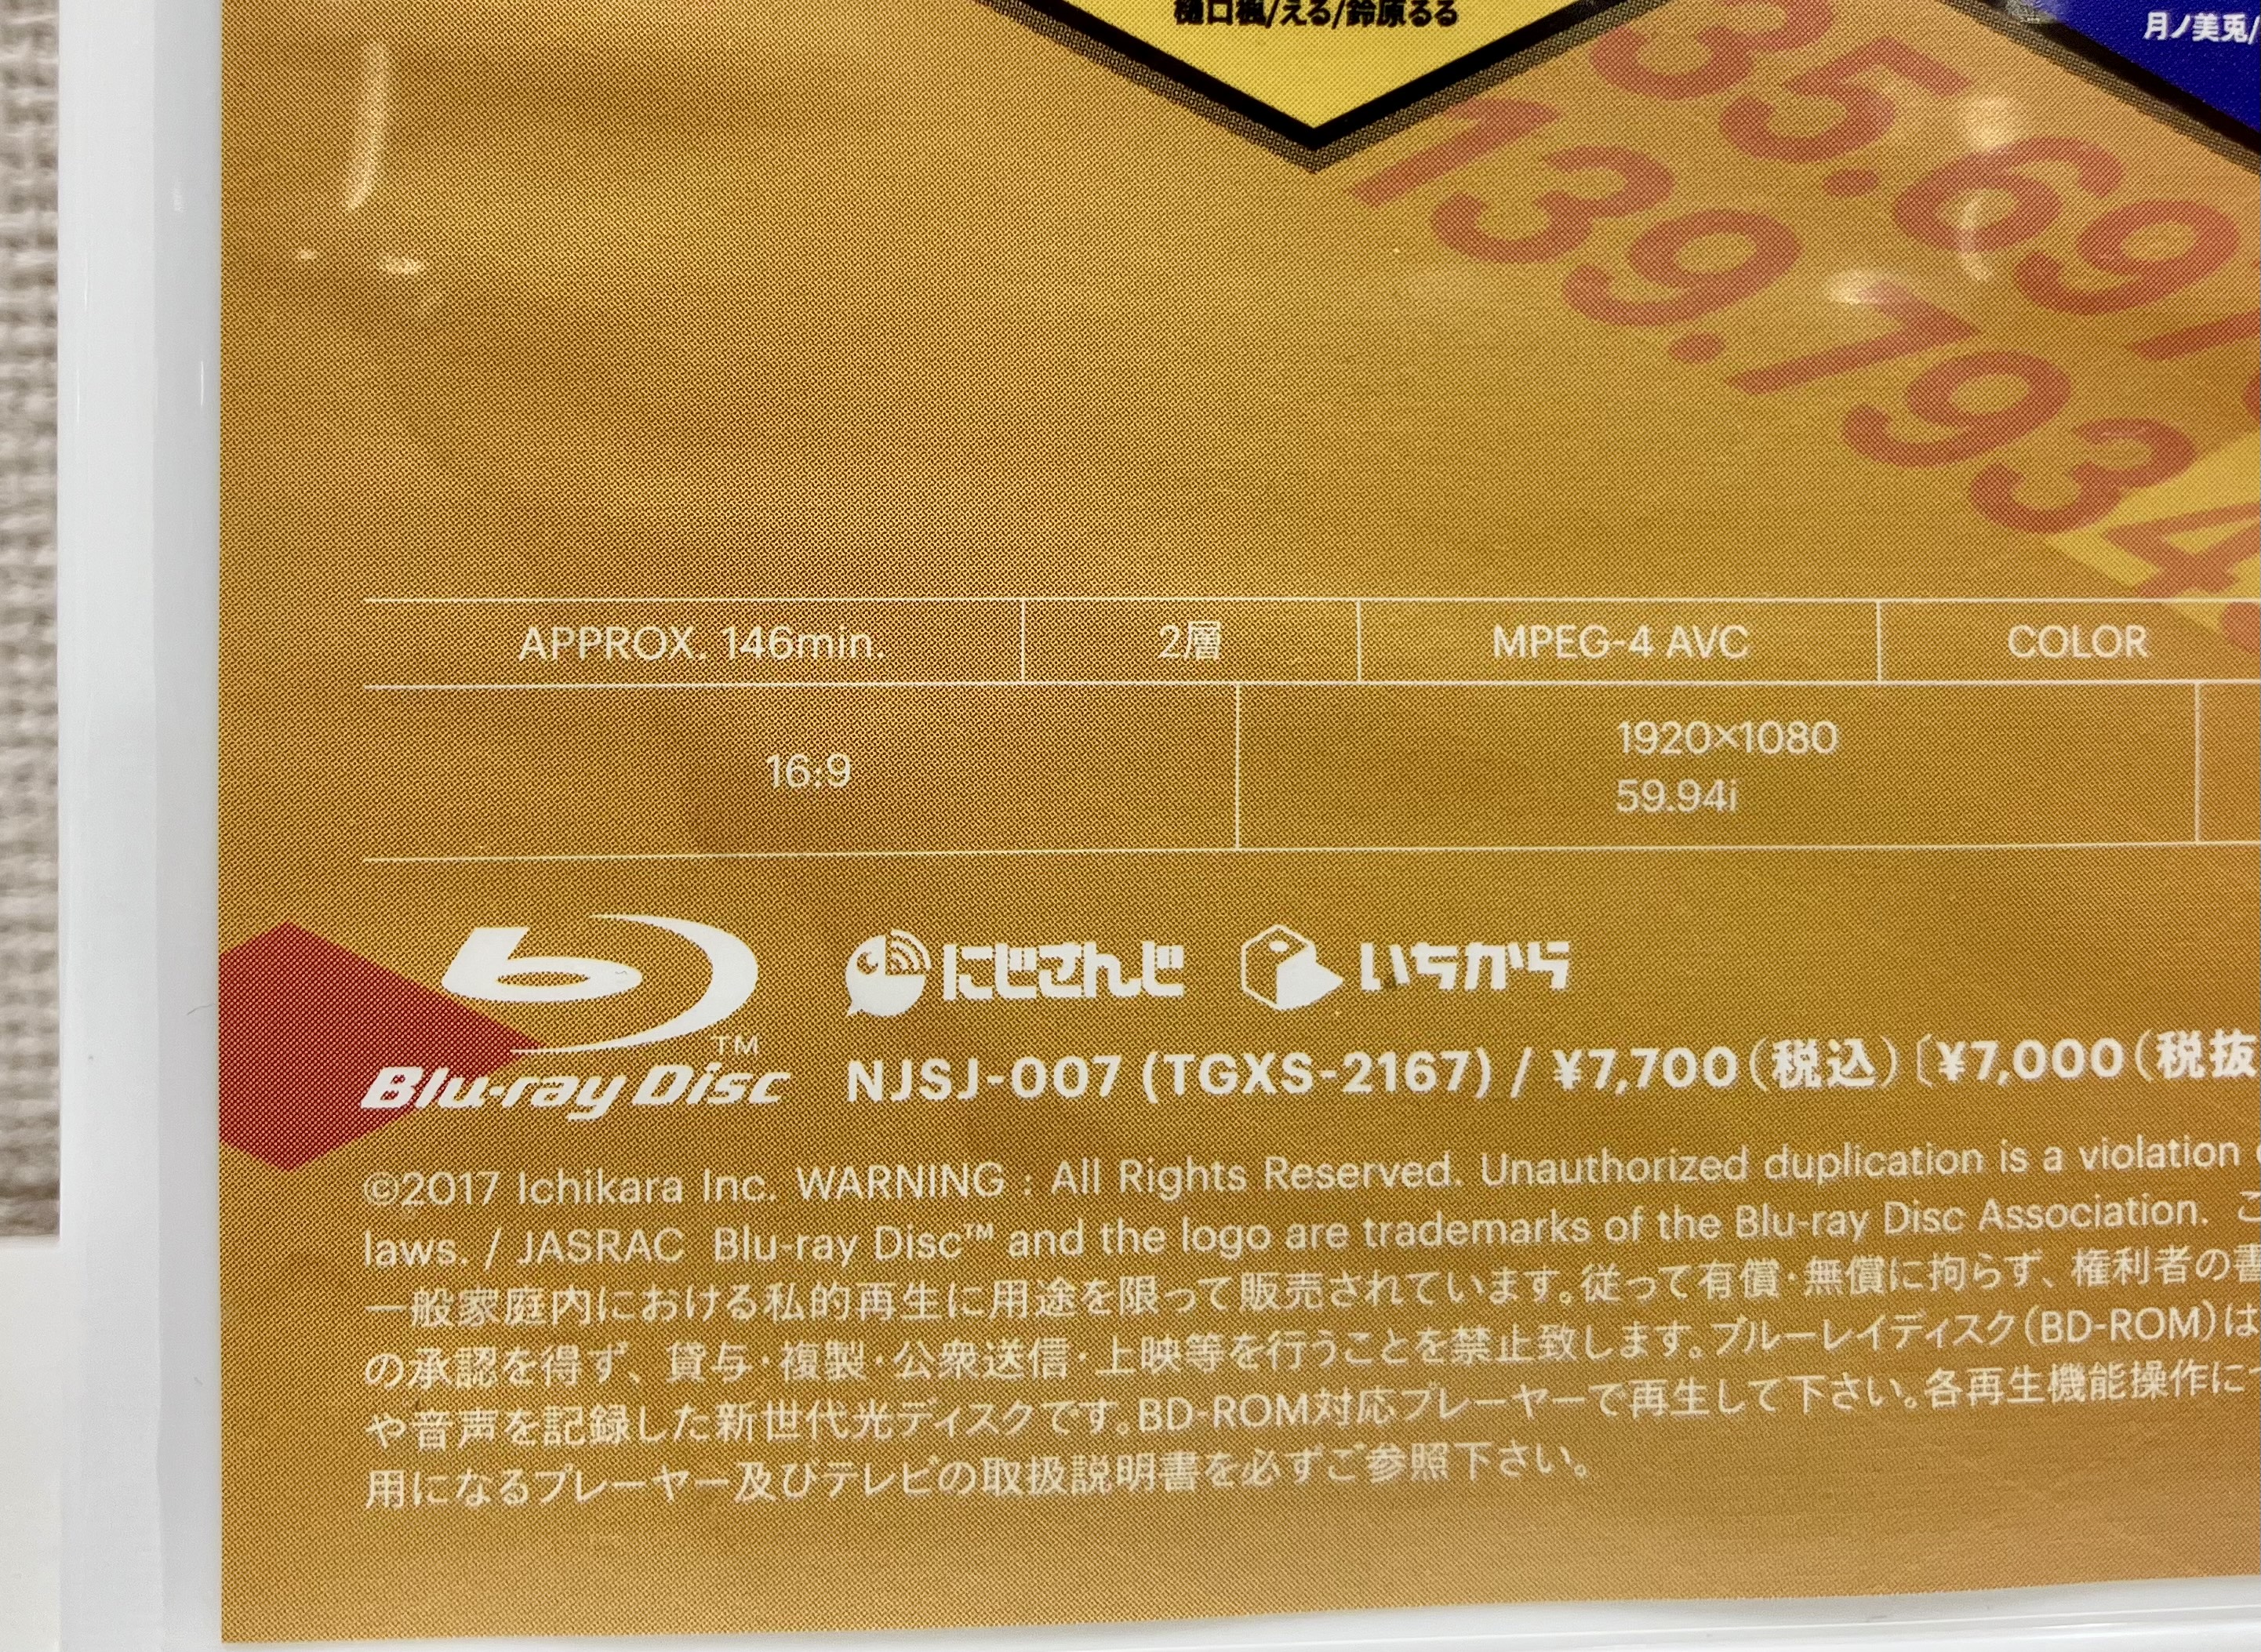 樋口楓/える/鈴原るる
月ノ美兎/
35.691
139.7934
APPROX. 146min.
2層
MPEG-4 AVC
COLOR
16:9
1920×1080
59.94i
にじさんじ
いちから
TM
Blu-ray Disc
NJSJ-007 (TGXS-2167) / ¥7,700(税込)〔¥7,000(税抜
©2017 Ichikara Inc. WARNING : All Rights Reserved. Unauthorized duplication is a violation
laws. / JASRAC Blu-ray Disc™ and the logo are trademarks of the Blu-ray Disc Association. こ
一般家庭内における私的再生に用途を限って販売されています。従って有償・無償に拘らず、権利者の書
の承認を得ず、貸与・複製・公衆送信・上映等を行うことを禁止致します。ブルーレイディスク(BD-ROM)は
や音声を記録した新世代光ディスクです。BD-ROM対応プレーヤーで再生して下さい。各再生機能操作に
用になるプレーヤー及びテレビの取扱説明書を必ずご参照下さい。